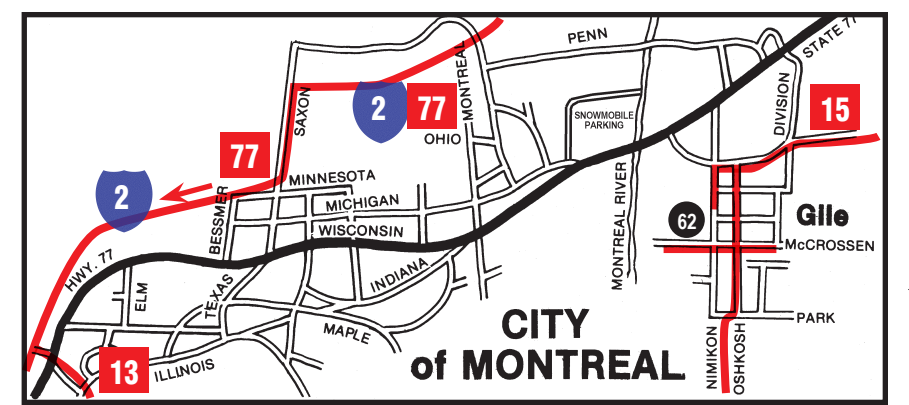 PENN
STATE 77
MONTREAL
SAXON
2
77
OHIO
SNOWMOBILE
PARKING
DIVISION
15
77
MINNESOTA
2
MICHIGAN
BESSMER
WISCONSIN
MONTREAL RIVER
62
Gile
McCROSSEN
HWY. 77
ELM
TEXAS
INDIANA
MAPLE
CITY
of MONTREAL
PARK
NIMIKON
OSHKOSH
13
ILLINOIS